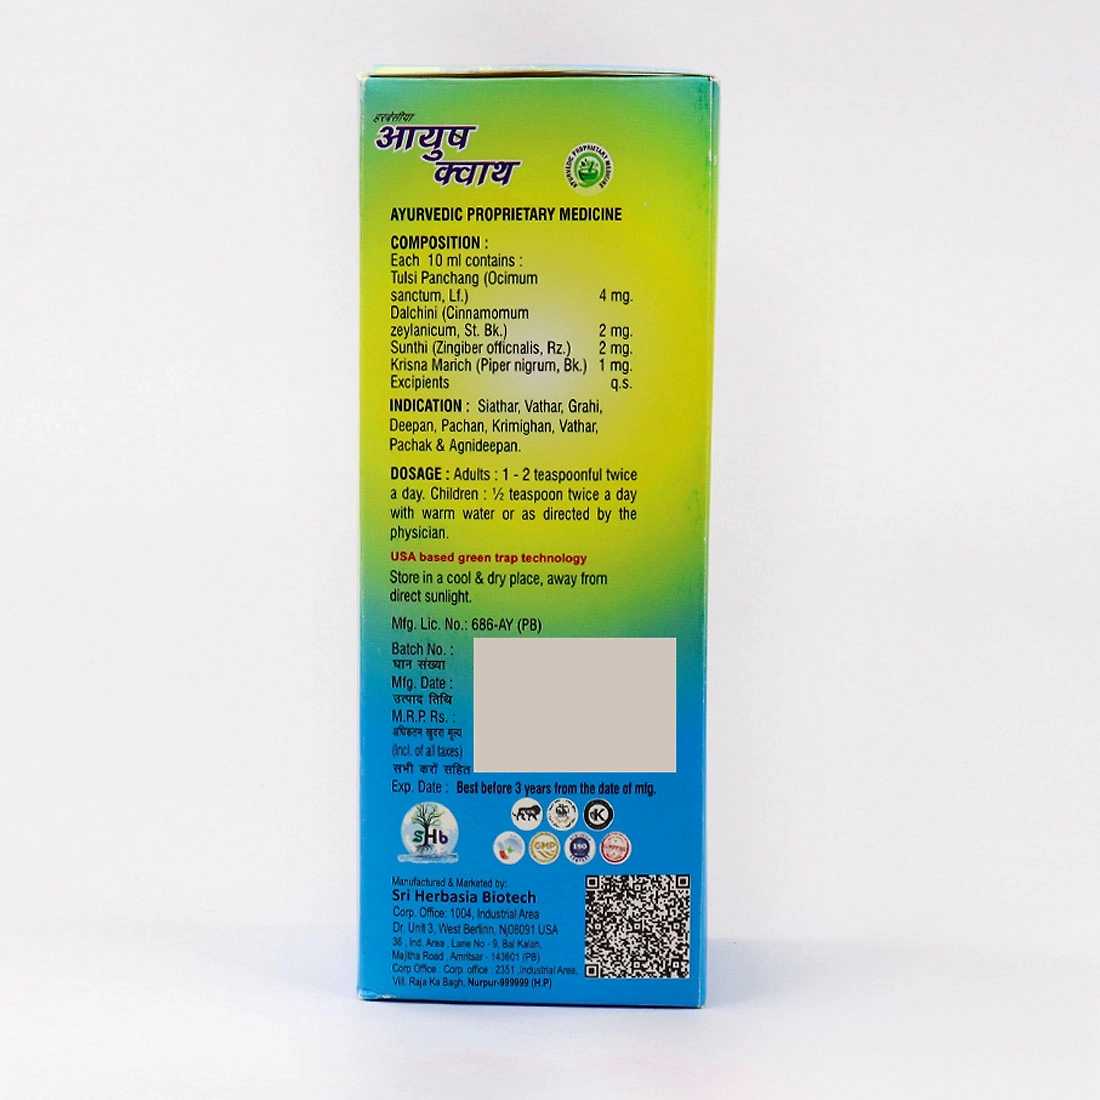 हरबेसीया
आयुष
क्वाथ
AYURVEDIC PROPRIETARY MEDICINE
AYURVEDIC PROPRIETARY MEDICINE
COMPOSITION :
Each 10 ml contains :
Tulsi Panchang (Ocimum
sanctum, Lf.) 4 mg.
Dalchini (Cinnamomum
zeylanicum, St. Bk.) 2 mg.
Sunthi (Zingiber officnalis, Rz.) 2 mg.
Krisna Marich (Piper nigrum, Bk.) 1 mg.
Excipients q.s.
INDICATION : Siathar, Vathar, Grahi,
Deepan, Pachan, Krimighan, Vathar,
Pachak & Agnideepan.
DOSAGE : Adults : 1 - 2 teaspoonful twice
a day. Children : ½ teaspoon twice a day
with warm water or as directed by the
physician.
USA based green trap technology
Store in a cool & dry place, away from
direct sunlight.
Mfg. Lic. No.: 686-AY (PB)
Batch No. :
घान संख्या
Mfg. Date :
उत्पाद तिथि
M.R.P. Rs. :
अधिकतम खुदरा मूल्य
(Incl. of all taxes)
सभी करों सहित
Exp. Date : Best before 3 years from the date of mfg.
sHb
K
GMP
ISO
Manufactured & Marketed by:
Sri Herbasia Biotech
Corp. Office: 1004, Industrial Area
Dr. Unit 3, West Berlinn, Nj08091 USA
36 , Ind. Area , Lane No - 9, Bal Kalan,
Majitha Road , Amritsar - 143601 (PB)
Corp Office : Corp. office : 2351 ,Industrial Area,
Vill. Raja Ka Bagh, Nurpur-999999 (H.P)